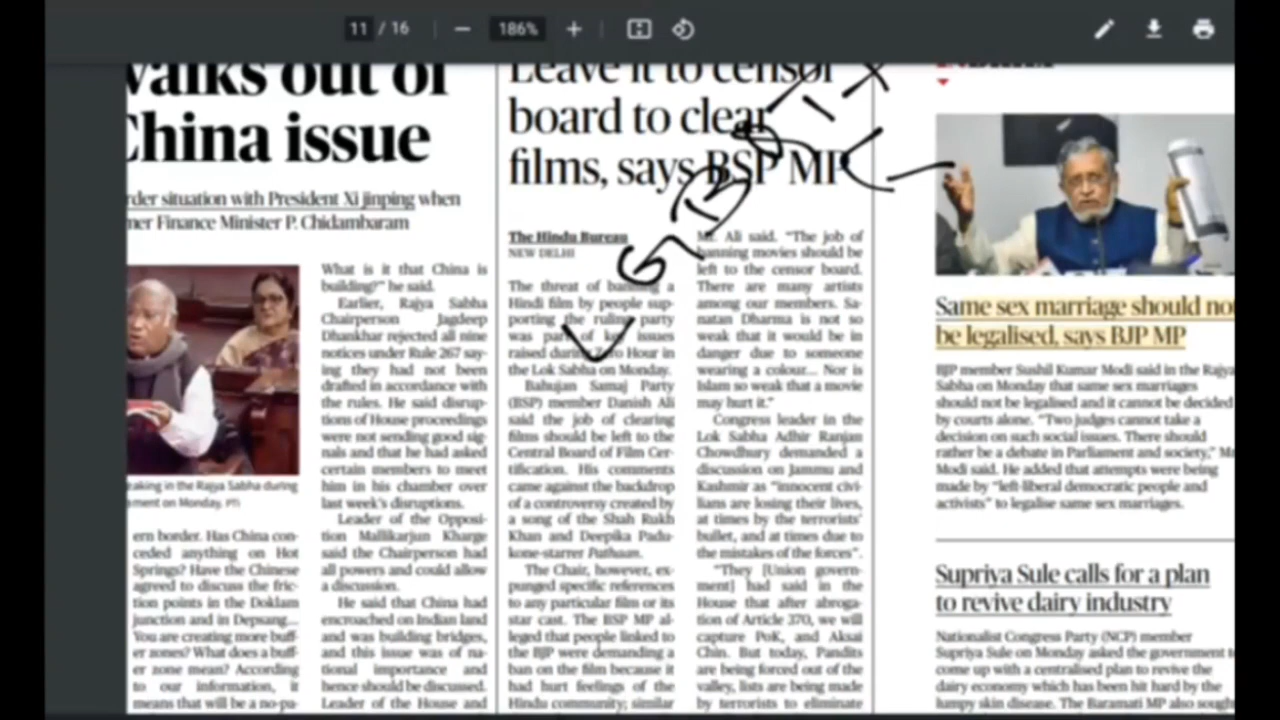 11 / 16
186%
walks out of
China issue
rder situation with President Xi jinping when
ner Finance Minister P. Chidambaram
eaking in the Rajya Sabha during
ment on Monday. PTI
ern border. Has China con-
ceded anything on Hot
Springs? Have the Chinese
agreed to discuss the fric-
tion points in the Doklam
junction and in Depsang...
You are creating more buff-
er zones? What does a buff-
er zone mean? According
to our information, it
means that will be a no-pa-
What is it that China is
building?" he said.
Earlier, Rajya Sabha
Chairperson Jagdeep
Dhankhar rejected all nine
notices under Rule 267 say-
ing they had not been
drafted in accordance with
the rules. He said disrup-
tions of House proceedings
were not sending good sig-
nals and that he had asked
certain members to meet
him in his chamber over
last week's disruptions.
Leader of the Opposi-
tion Mallikarjun Kharge
said the Chairperson had
all powers and could allow
a discussion.
He said that China had
encroached on Indian land
and was building bridges,
and this issue was of na-
tional importance and
hence should be discussed.
Leader of the House and
Leave it to censor
board to clear
films, says BSP MP
The Hindu Bureau
NEW DELHI
The threat of banning a
Hindi film by people sup-
porting the ruling party
was part of key issues
raised during Zero Hour in
the Lok Sabha on Monday.
Bahujan Samaj Party
(BSP) member Danish Ali
said the job of clearing
films should be left to the
Central Board of Film Cer-
tification. His comments
came against the backdrop
of a controversy created by
a song of the Shah Rukh
Khan and Deepika Padu-
kone-starrer Pathaan.
The Chair, however, ex-
punged specific references
to any particular film or its
star cast. The BSP MP al-
leged that people linked to
the BJP were demanding a
ban on the film because it
had hurt feelings of the
Hindu community; similar
Mr. Ali said. "The job of
banning movies should be
left to the censor board.
There are many artists
among our members. Sa-
natan Dharma is not so
weak that it would be in
danger due to someone
wearing a colour... Nor is
Islam so weak that a movie
may hurt it."
Congress leader in the
Lok Sabha Adhir Ranjan
Chowdhury demanded a
discussion on Jammu and
Kashmir as "innocent civi-
lians are losing their lives,
at times by the terrorists'
bullet, and at times due to
the mistakes of the forces".
"They [Union govern-
ment] had said in the
House that after abroga-
tion of Article 370, we will
capture PoK, and Aksai
Chin. But today, Pandits
are being forced out of the
valley, lists are being made
by terrorists to eliminate
Same sex marriage should not
be legalised, says BJP MP
BJP member Sushil Kumar Modi said in the Rajya
Sabha on Monday that same sex marriages
should not be legalised and it cannot be decided
by courts alone. "Two judges cannot take a
decision on such social issues. There should
rather be a debate in Parliament and society," Mr
Modi said. He added that attempts were being
made by "left-liberal democratic people and
activists" to legalise same sex marriages.
Supriya Sule calls for a plan
to revive dairy industry
Nationalist Congress Party (NCP) member
Supriya Sule on Monday asked the government t
come up with a centralised plan to revive the
dairy economy which has been hit hard by the
lumpy skin disease. The Baramati MP also sough
L G B